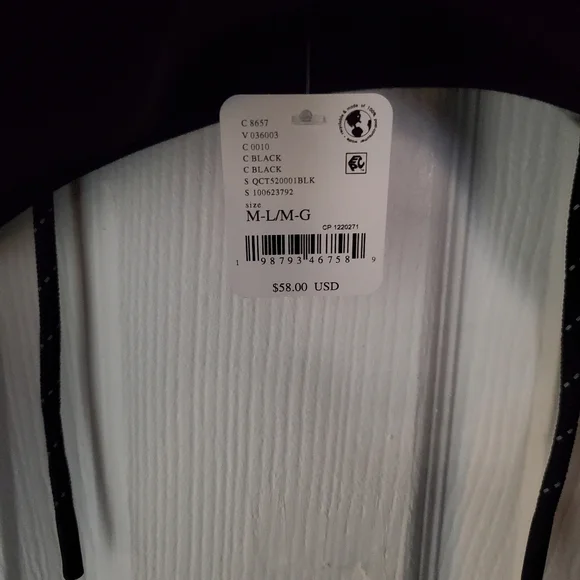 C 8657
V 036003
C 0010
C BLACK
C BLACK
S QCT520001BLK
S 100623792
size
M-L/M-G
CP 1220271
1 98793 46758 9
$58.00 USD